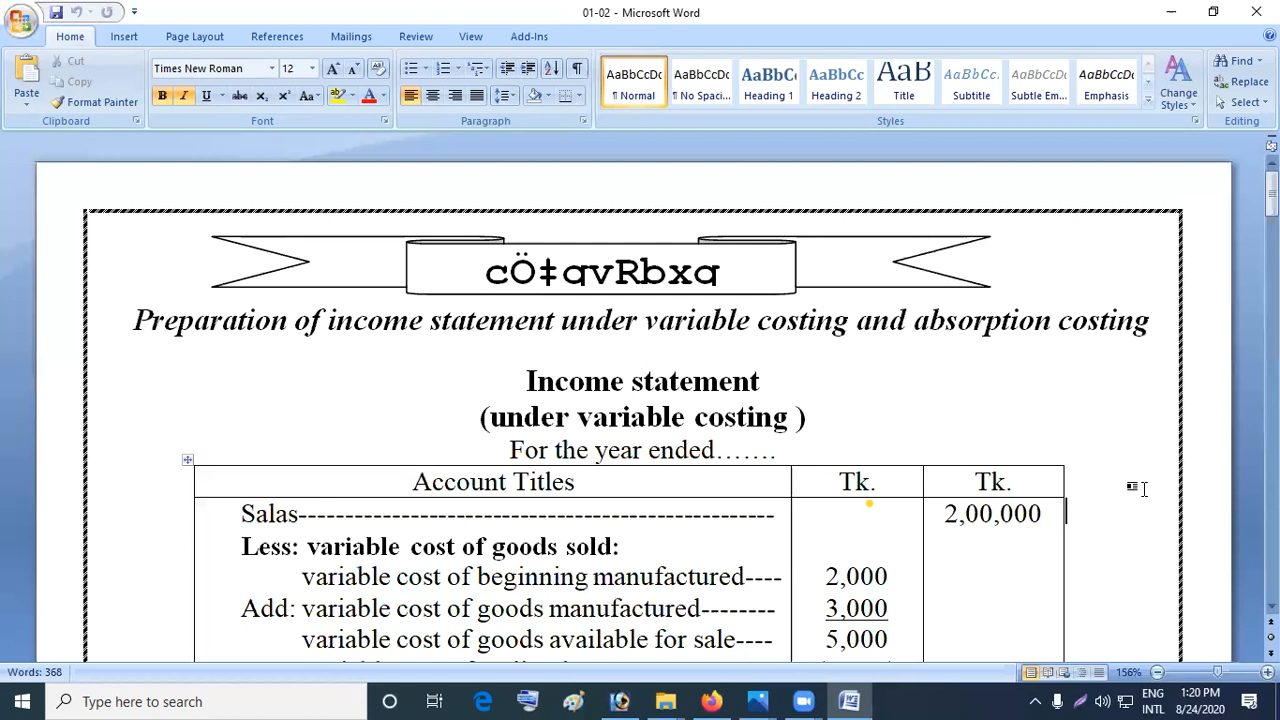 01-02 - Microsoft Word
Home Insert Page Layout References Mailings Review View Add-Ins
Paste
Cut
Copy
Format Painter
Clipboard
Times New Roman 12
Font
Paragraph
AaBbCcDc AaBbCcDc AaBbCc AaBbCc AaB AaBbCc. AaBbCcDc AaBbCcDc
¶ Normal ¶ No Spaci... Heading 1 Heading 2 Title Subtitle Subtle Em... Emphasis
Change Styles
Styles
Find
Replace
Select
Editing
cÖ‡qvRbxq
Preparation of income statement under variable costing and absorption costing
Income statement
(under variable costing )
For the year ended…….
Account Titles Tk. Tk.
Salas--------------------------------------------------- 2,00,000
Less: variable cost of goods sold:
variable cost of beginning manufactured---- 2,000
Add: variable cost of goods manufactured-------- 3,000
variable cost of goods available for sale---- 5,000
Words: 368
156%
Type here to search
ENG
INTL
1:20 PM
8/24/2020